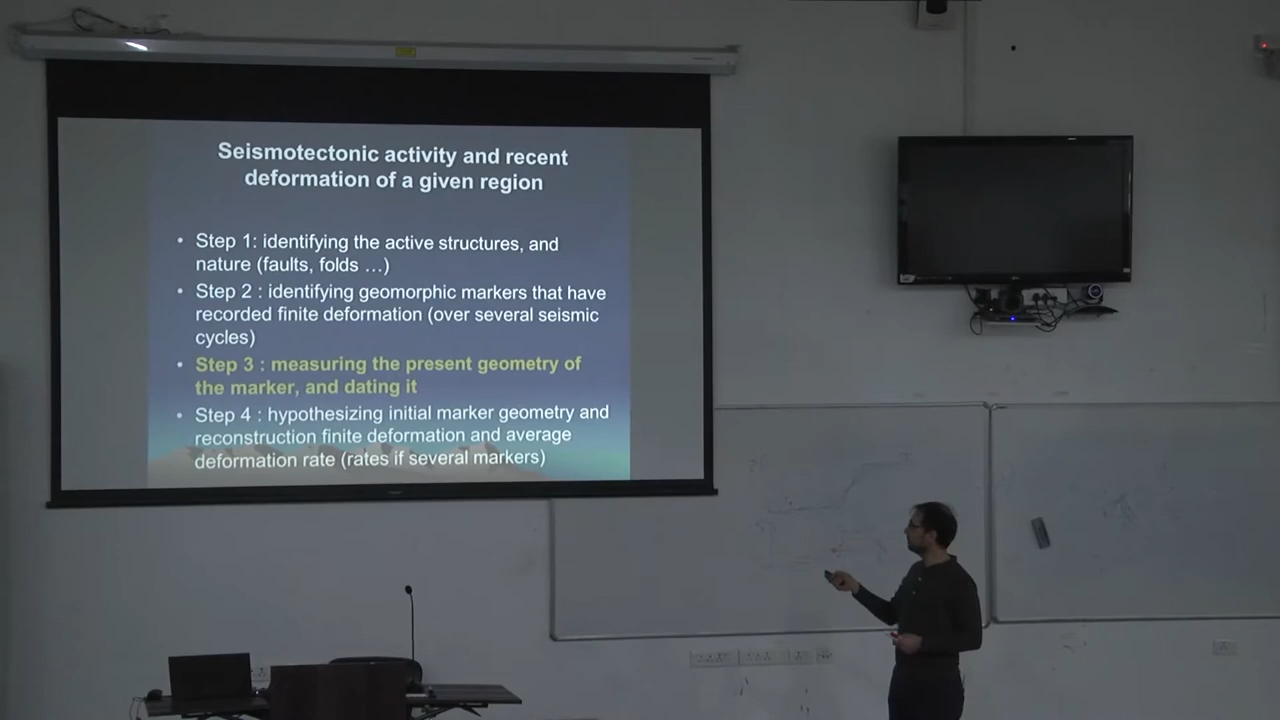 Seismotectonic activity and recent
deformation of a given region
• Step 1: identifying the active structures, and
nature (faults, folds …)
• Step 2 : identifying geomorphic markers that have
recorded finite deformation (over several seismic
cycles)
• Step 3 : measuring the present geometry of
the marker, and dating it
• Step 4 : hypothesizing initial marker geometry and
reconstruction finite deformation and average
deformation rate (rates if several markers)